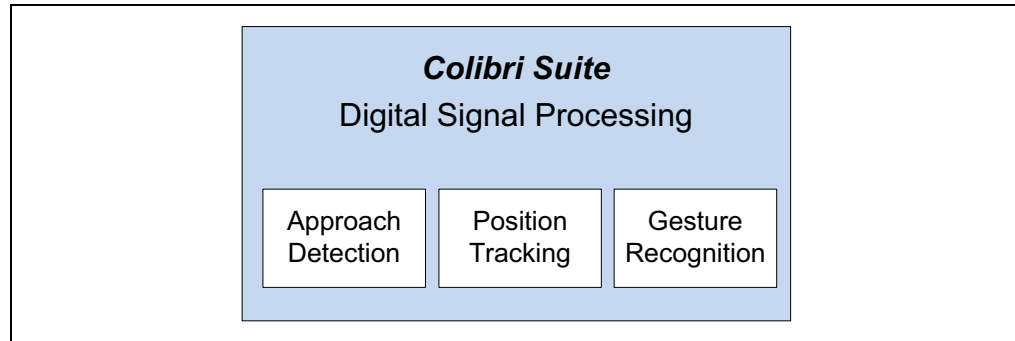 Colibri Suite
Digital Signal Processing
Approach
Detection
Position
Tracking
Gesture
Recognition